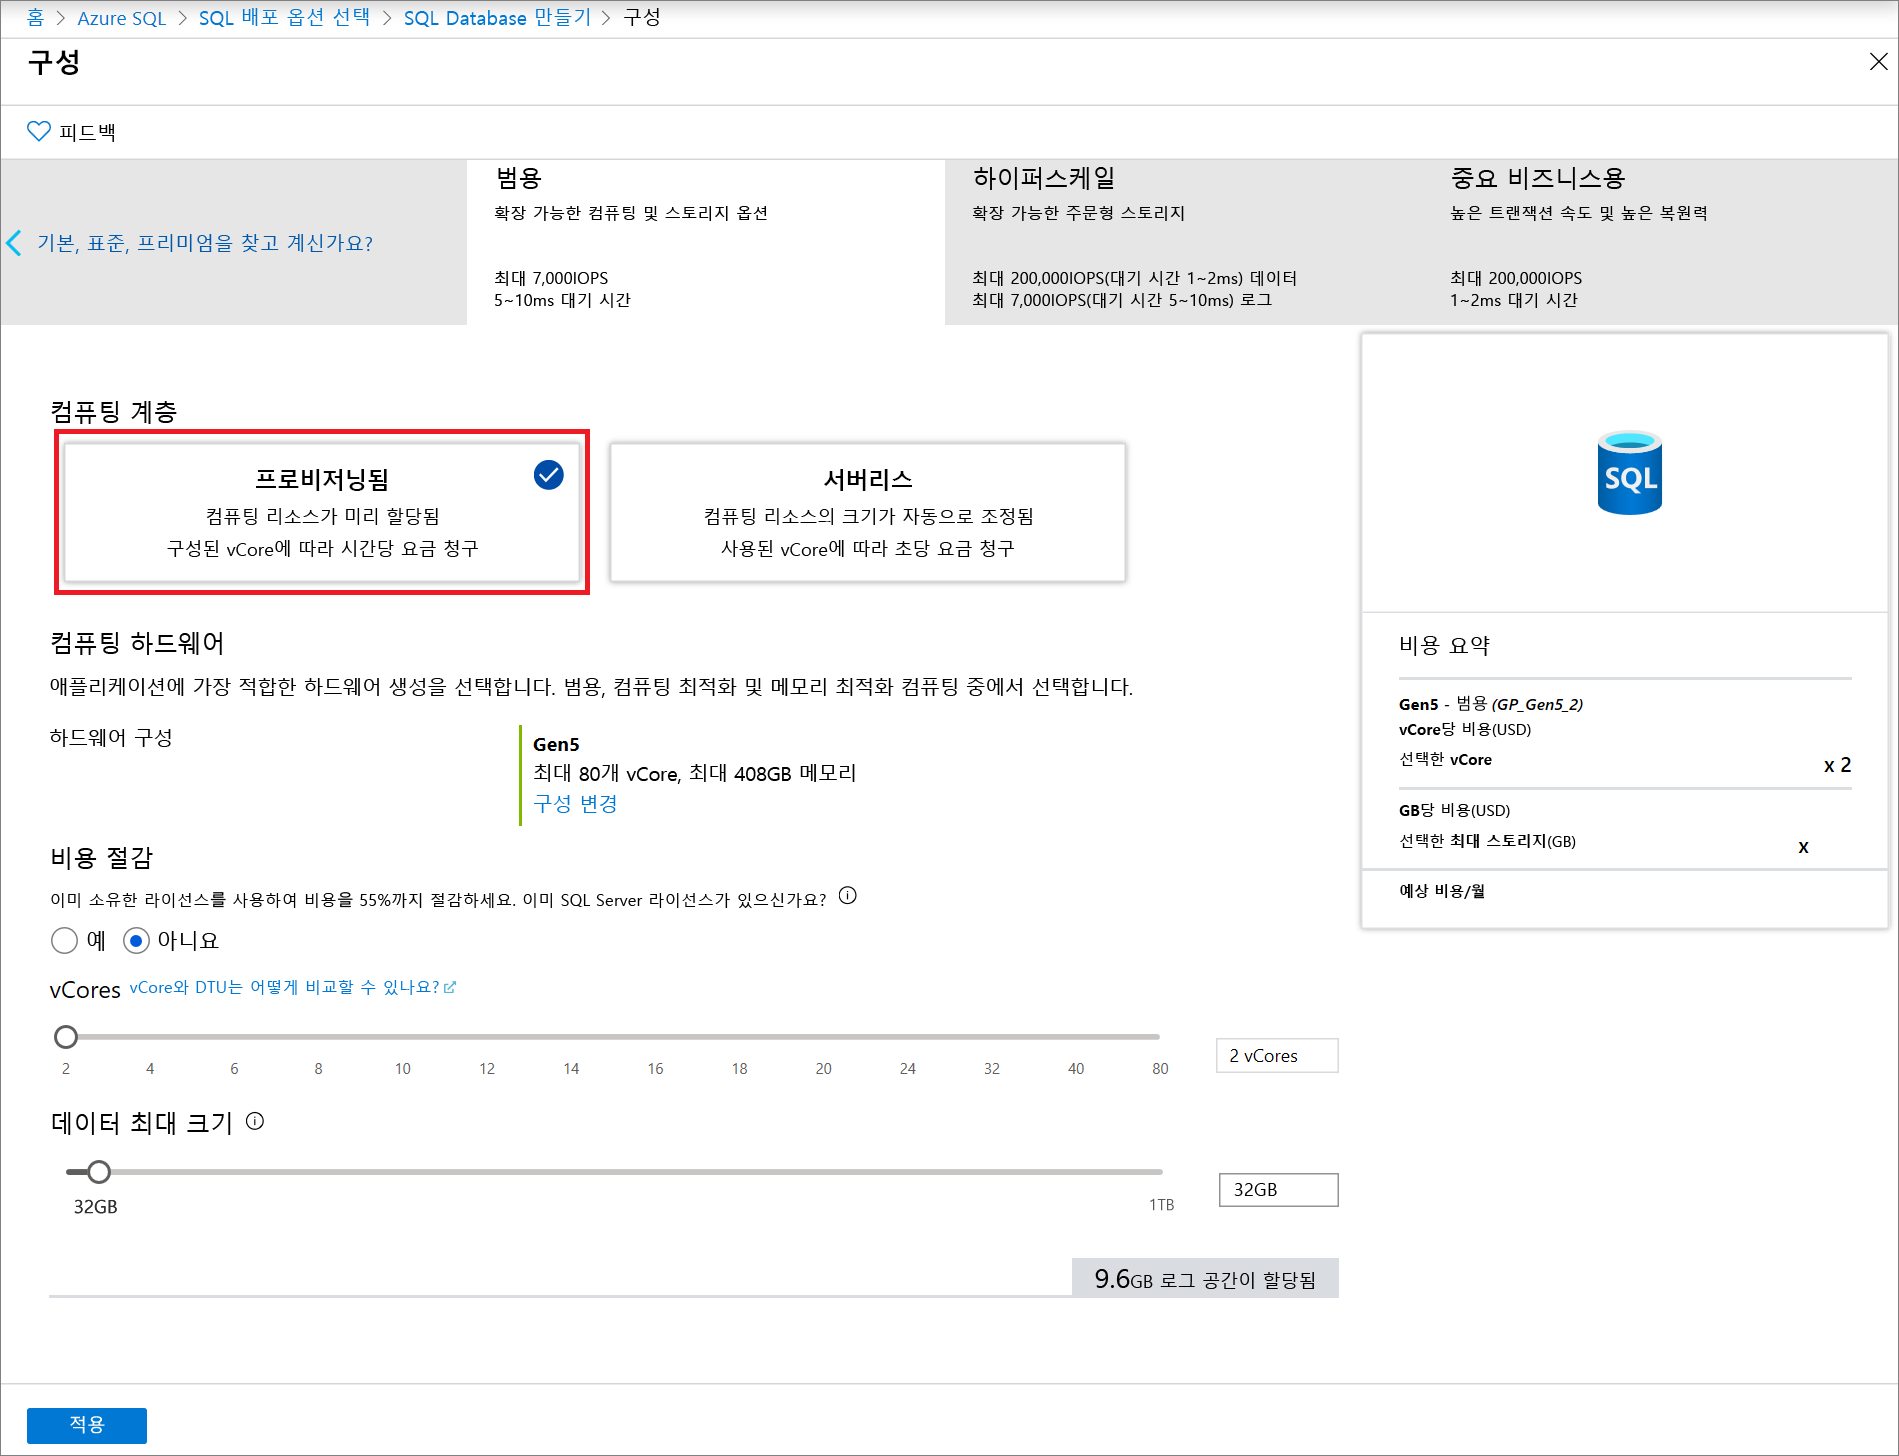 홈 > Azure SQL > SQL 배포 옵션 선택 > SQL Database 만들기 > 구성
구성
피드백
기본, 표준, 프리미엄을 찾고 계신가요?
범용
확장 가능한 컴퓨팅 및 스토리지 옵션
최대 7,000IOPS
5~10ms 대기 시간
하이퍼스케일
확장 가능한 주문형 스토리지
최대 200,000IOPS(대기 시간 1~2ms) 데이터
최대 7,000IOPS(대기 시간 5~10ms) 로그
중요 비즈니스용
높은 트랜잭션 속도 및 높은 복원력
최대 200,000IOPS
1~2ms 대기 시간
컴퓨팅 계층
프로비저닝됨
컴퓨팅 리소스가 미리 할당됨
구성된 vCore에 따라 시간당 요금 청구
서버리스
컴퓨팅 리소스의 크기가 자동으로 조정됨
사용된 vCore에 따라 초당 요금 청구
컴퓨팅 하드웨어
애플리케이션에 가장 적합한 하드웨어 생성을 선택합니다. 범용, 컴퓨팅 최적화 및 메모리 최적화 컴퓨팅 중에서 선택합니다.
하드웨어 구성
Gen5
최대 80개 vCore, 최대 408GB 메모리
구성 변경
비용 절감
이미 소유한 라이선스를 사용하여 비용을 55%까지 절감하세요. 이미 SQL Server 라이선스가 있으신가요?
예 아니요
vCores vCore와 DTU는 어떻게 비교할 수 있나요?
2 4 6 8 10 12 14 16 18 20 24 32 40 80
2 vCores
데이터 최대 크기
32GB
1TB
32GB
9.6GB 로그 공간이 할당됨
SQL
비용 요약
Gen5 - 범용 (GP_Gen5_2)
vCore당 비용(USD)
선택한 vCore
x 2
GB당 비용(USD)
선택한 최대 스토리지(GB)
x
예상 비용/월
적용